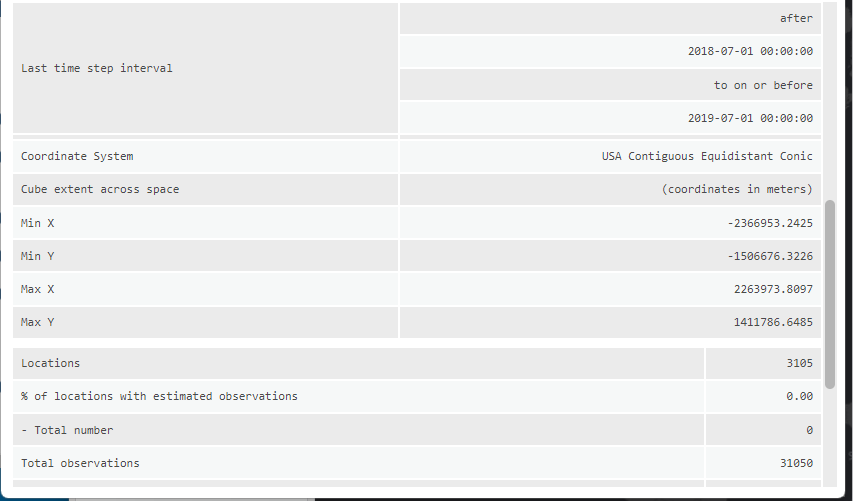 after
2018-07-01 00:00:00
Last time step interval
to on or before
2019-07-01 00:00:00
Coordinate System USA Contiguous Equidistant Conic
Cube extent across space (coordinates in meters)
Min X -2366953.2425
Min Y -1506676.3226
Max X 2263973.8097
Max Y 1411786.6485
Locations 3105
% of locations with estimated observations 0.00
- Total number 0
Total observations 31050